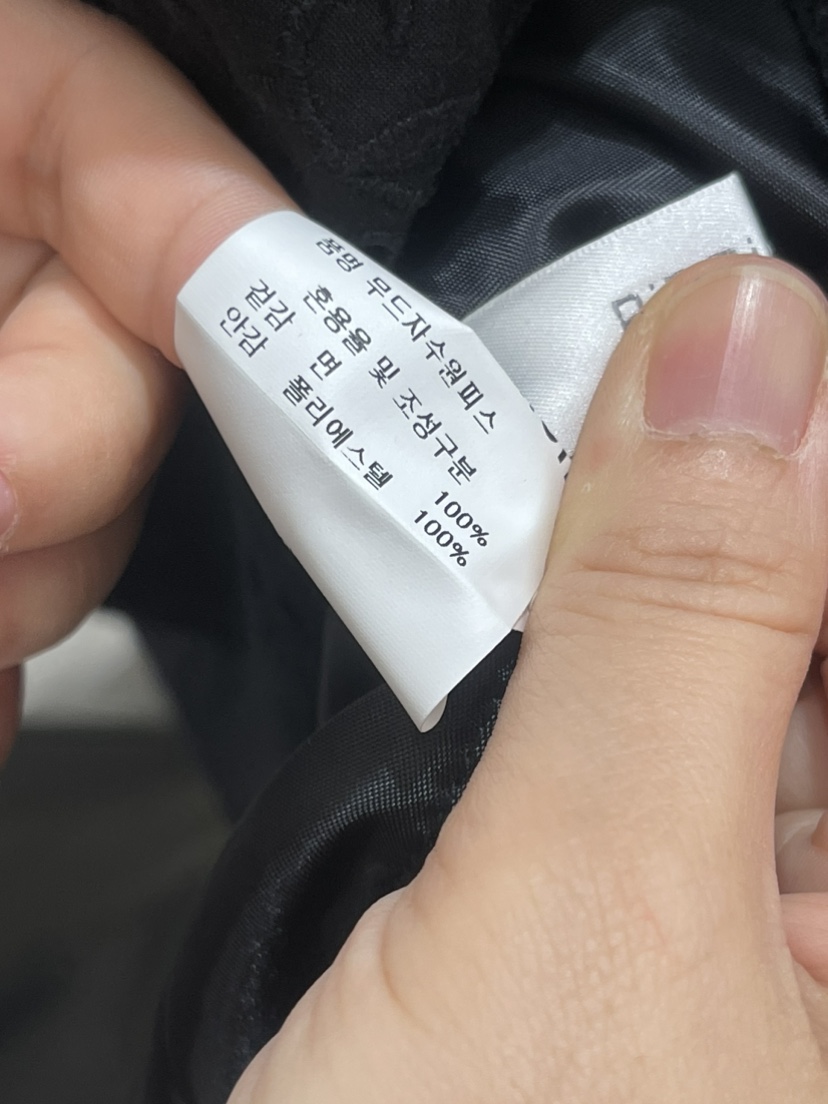 품명 무드자수원피스
혼용율 및 조성구분
겉감 면 100%
안감 폴리에스텔 100%